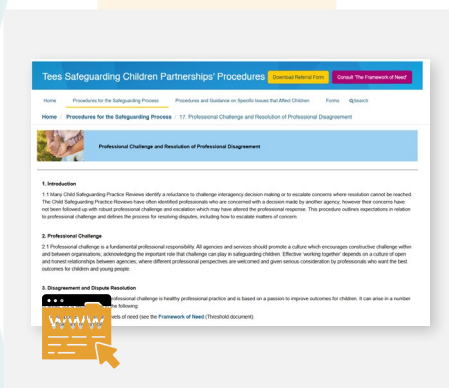 Tees Safeguarding Children Partnerships' Procedures
Download Referral Form
Consult 'The Framework of Need'
Home Procedures for the Safeguarding Process Procedures and Guidance on Specific Issues that Affect Children Forms Search
Home / Procedures for the Safeguarding Process / 17. Professional Challenge and Resolution of Professional Disagreement
Professional Challenge and Resolution of Professional Disagreement
1. Introduction
1.1 Many Child Safeguarding Practice Reviews identify a reluctance to challenge interagency decision making or to escalate concerns where resolution cannot be reached.
The Child Safeguarding Practice Reviews have often identified professionals who are concerned with a decision made by another agency, however their concerns have
not been followed up with robust professional challenge and escalation which may have altered the professional response. This procedure outlines expectations in relation
to professional challenge and defines the process for resolving disputes, including how to escalate matters of concern.
2. Professional Challenge
2.1 Professional challenge is a fundamental professional responsibility. All agencies and services should promote a culture which encourages constructive challenge within
and between organisations; acknowledging the important role that challenge can play in safeguarding children. Effective 'working together' depends on a culture of open
and honest relationships between agencies, where different professional perspectives are welcomed and given serious consideration by professionals who want the best
outcomes for children and young people.
3. Disagreement and Dispute Resolution
professional challenge is healthy professional practice and is based on a passion to improve outcomes for children. It can arise in a number
the following:
levels of need (see the Framework of Need (Threshold document)
WWW